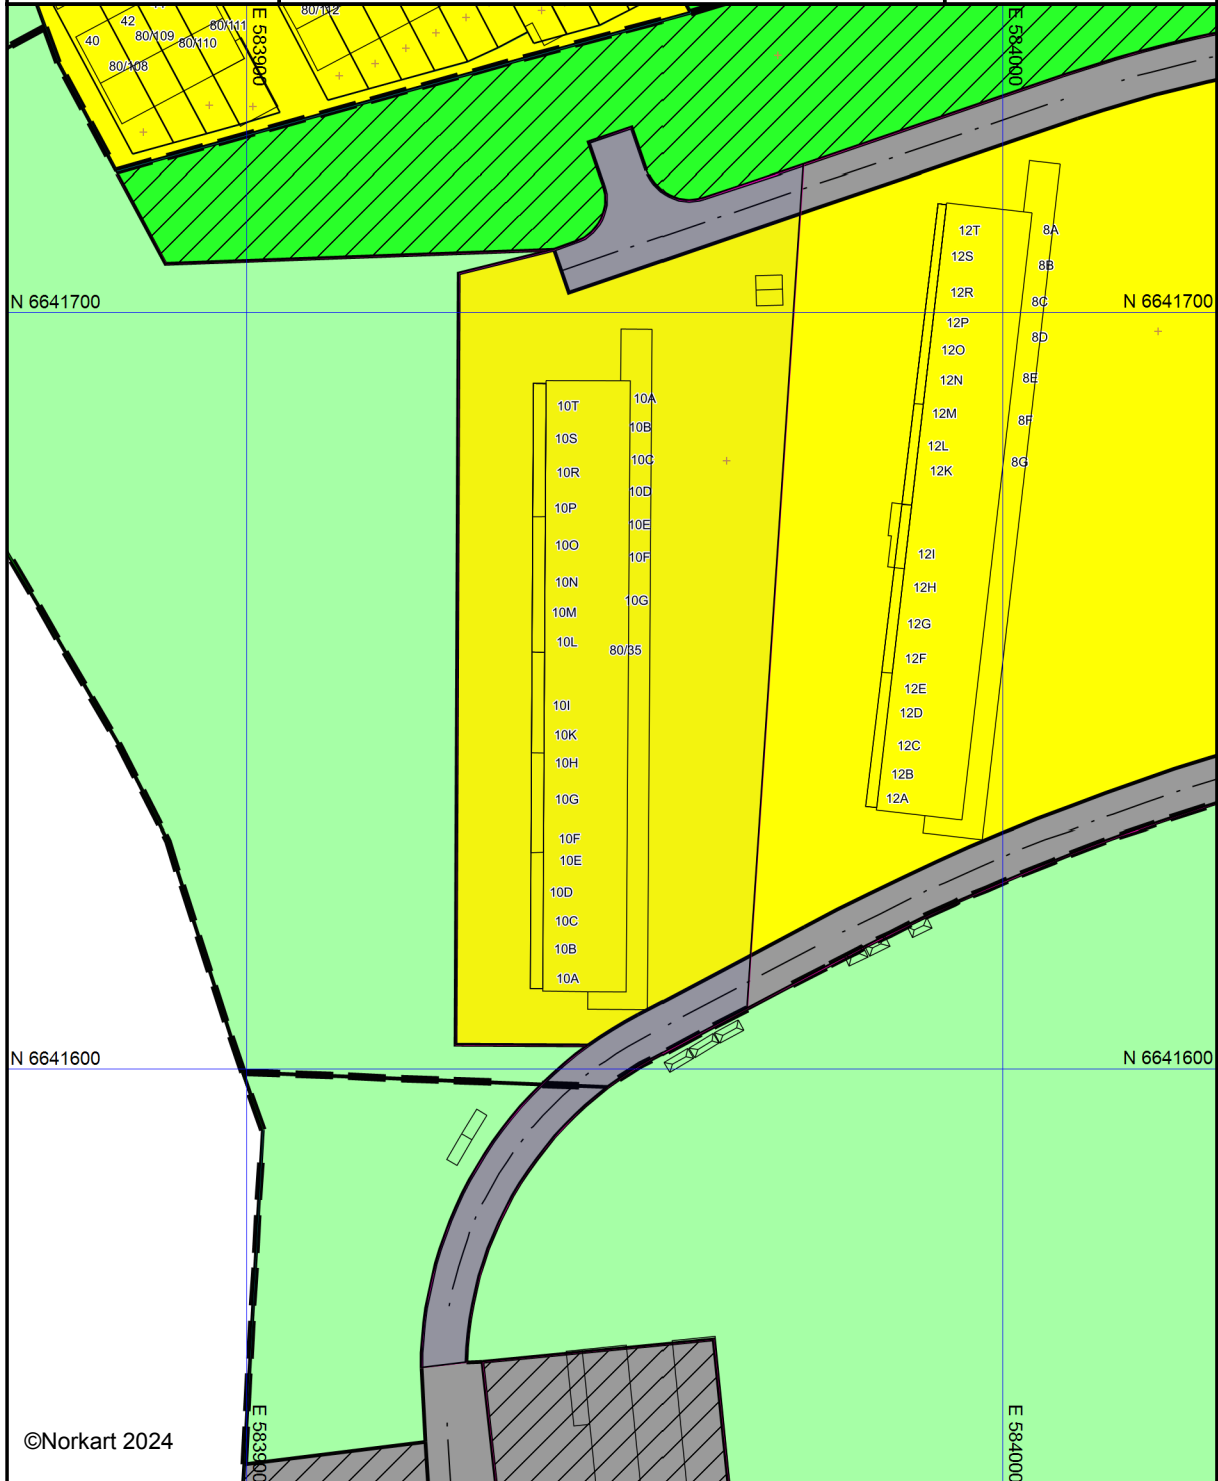 80/112
42
80/111
40
80/109
80/110
80/108
E 583900
E 584000
12T
8A
12S
8B
12R
8C
N 6641700
N 6641700
12P
8D
12O
12N
8E
10A
10T
12M
8F
10B
10S
12L
10C
8G
10R
12K
10D
10P
10E
10O
12I
10F
10N
12H
10G
10M
12G
10L
80/35
12F
12E
10I
12D
10K
12C
10H
12B
10G
12A
10F
10E
10D
10C
10B
10A
N 6641600
N 6641600
E 583900
E 584000
©Norkart 2024